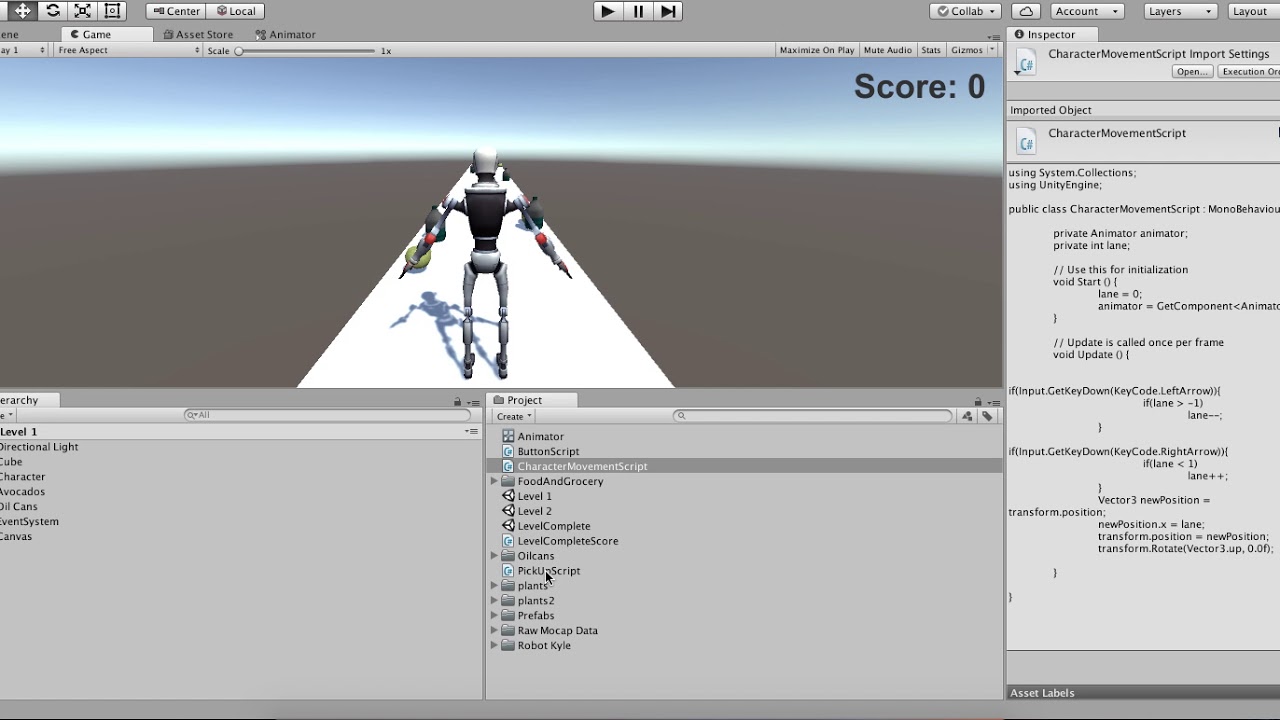 Center
Local
Collab
Account
Layers
Layout
ene
Game
Asset Store
Animator
Inspector
ay 1
Free Aspect
Scale
1x
Maximize On Play
Mute Audio
Stats
Gizmos
CharacterMovementScript Import Settings
Open...
Execution Or
Score: 0
Imported Object
CharacterMovementScript
using System.Collections;
using UnityEngine;
public class CharacterMovementScript : MonoBehaviou
private Animator animator;
private int lane;
// Use this for initialization
void Start () {
lane = 0;
animator = GetComponent<Animato
}
// Update is called once per frame
void Update () {
if(Input.GetKeyDown(KeyCode.LeftArrow)){
if(lane > -1)
lane--;
}
if(Input.GetKeyDown(KeyCode.RightArrow)){
if(lane < 1)
lane++;
}
Vector3 newPosition =
transform.position;
newPosition.x = lane;
transform.position = newPosition;
transform.Rotate(Vector3.up, 0.0f);
}
}
Asset Labels
erarchy
e
All
Level 1
Directional Light
Cube
Character
Avocados
Oil Cans
EventSystem
Canvas
Project
Create
Animator
ButtonScript
CharacterMovementScript
FoodAndGrocery
Level 1
Level 2
LevelComplete
LevelCompleteScore
Oilcans
PickUpScript
plants
plants2
Prefabs
Raw Mocap Data
Robot Kyle